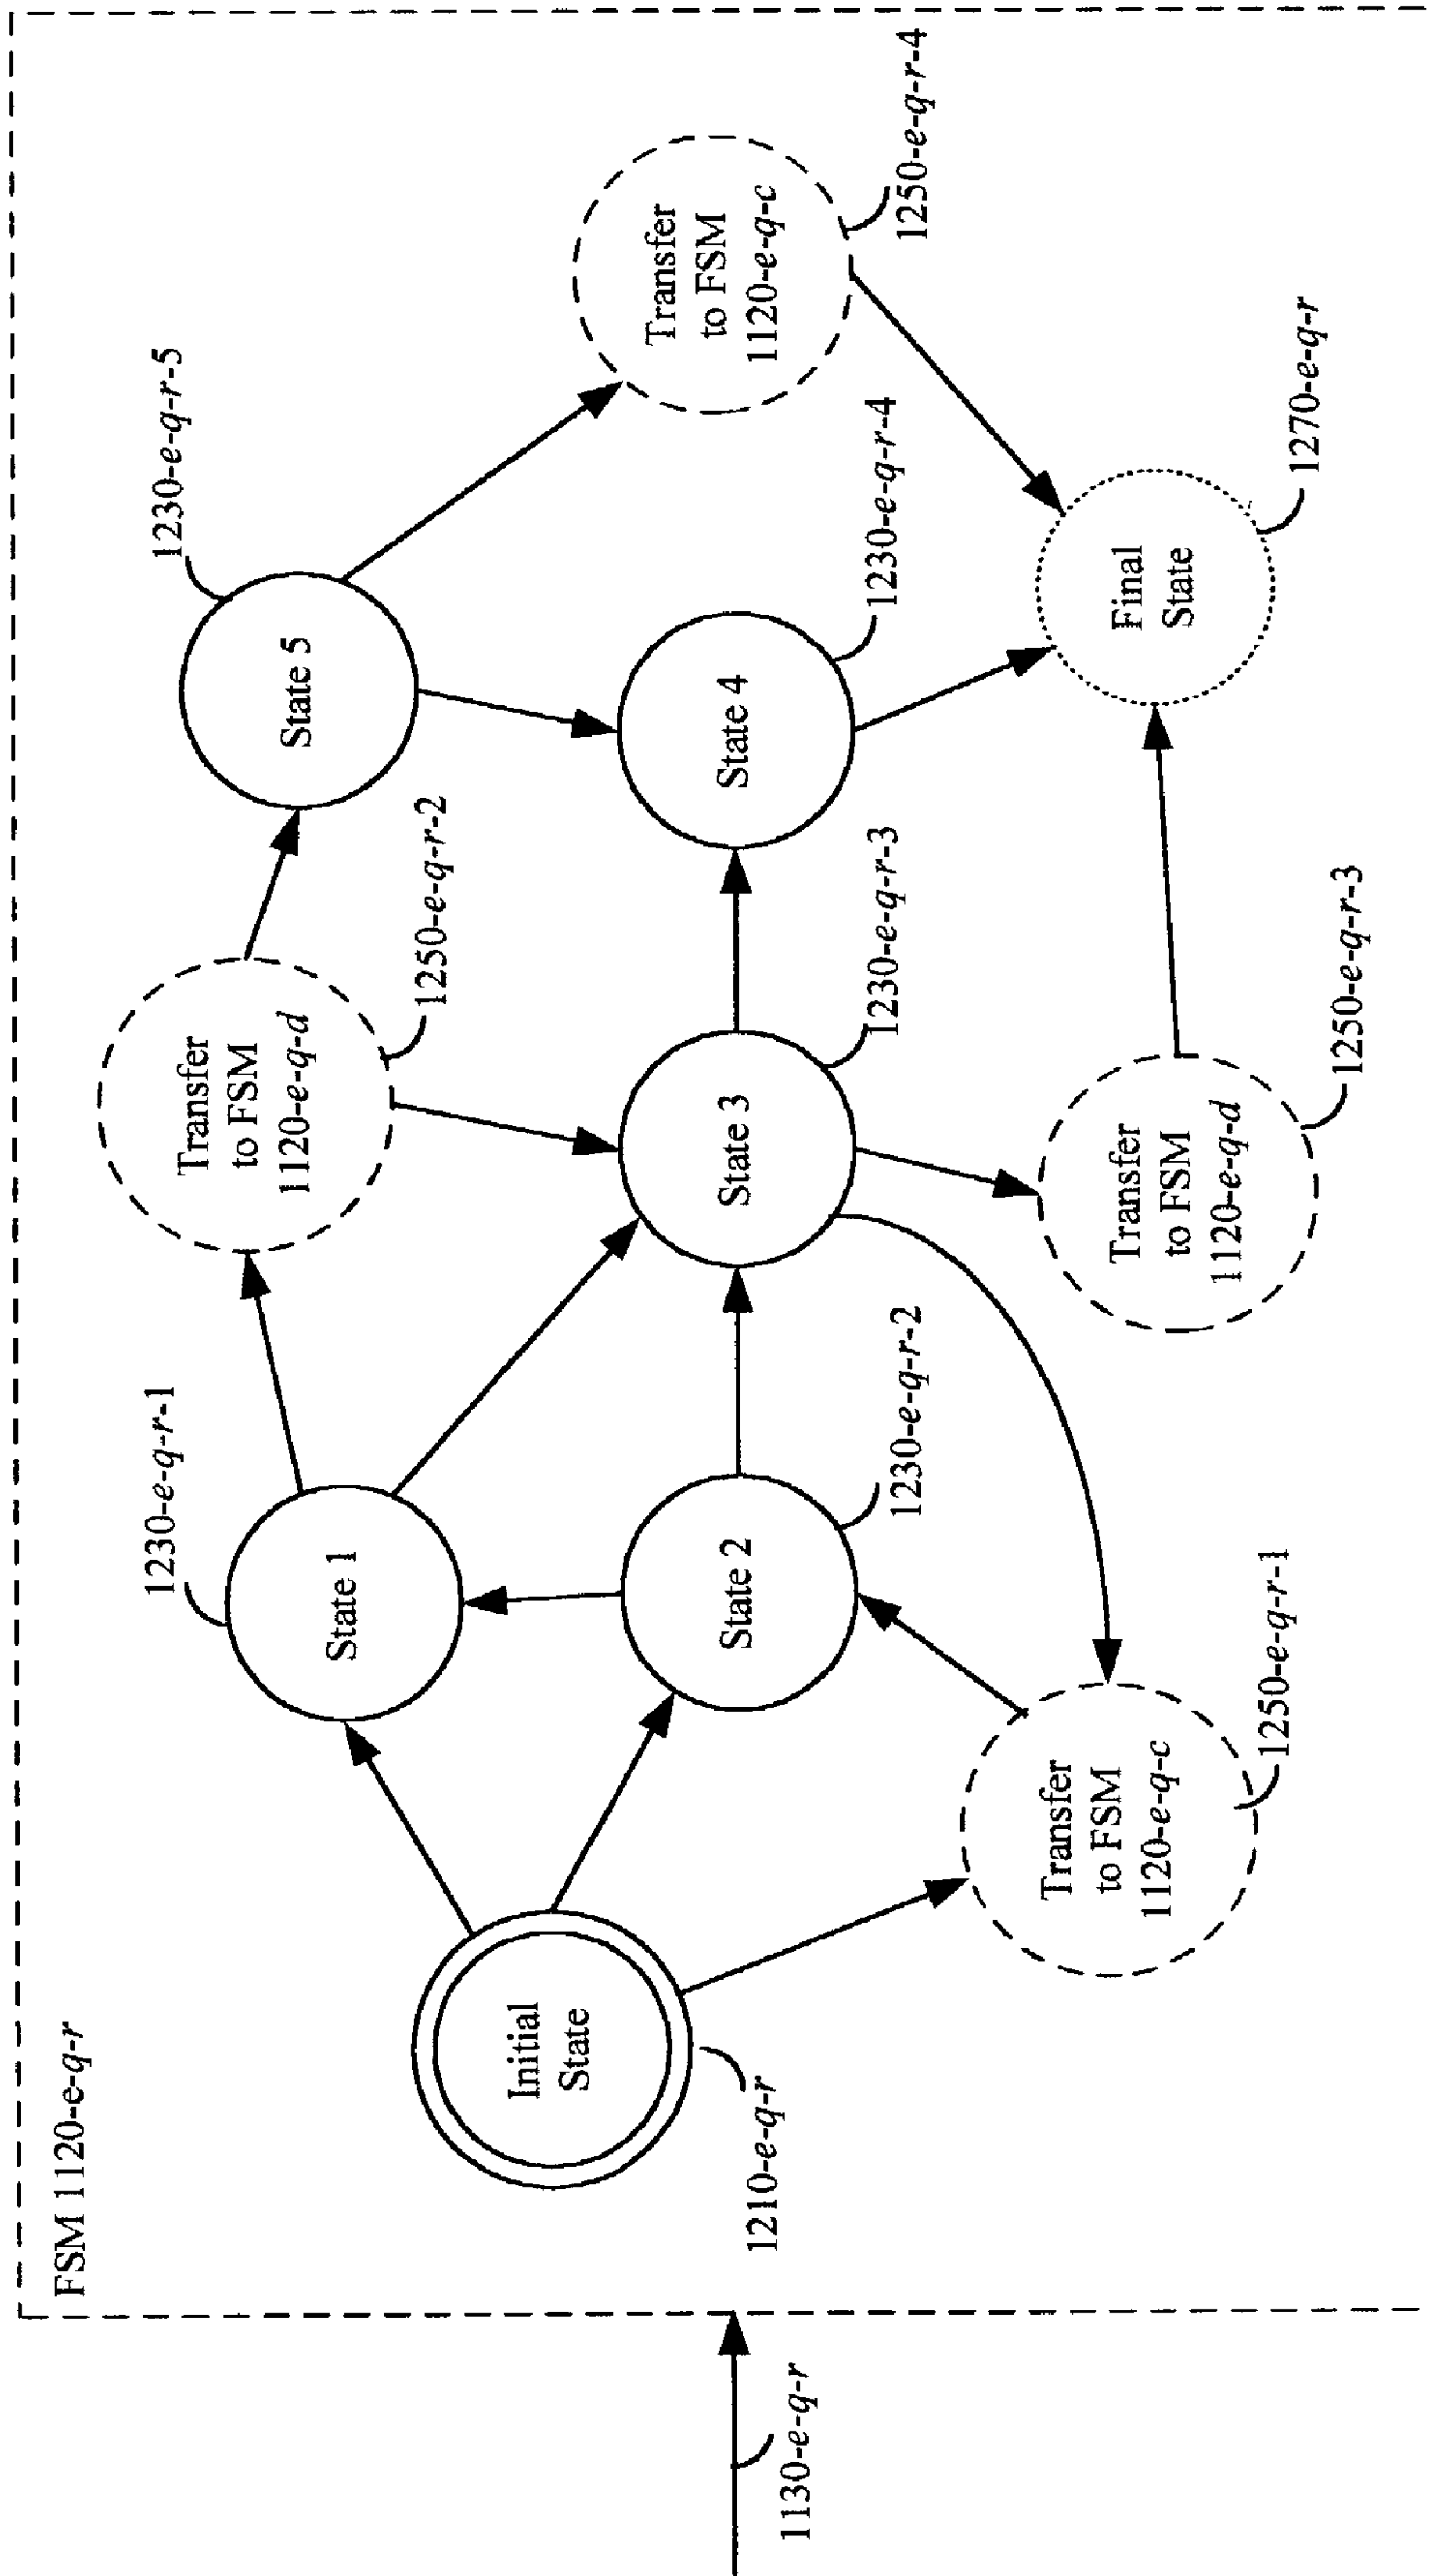 FSM 1120-e-q-r
1130-e-q-r
Initial
State
1210-e-q-r
State 1
1230-e-q-r-1
State 2
1230-e-q-r-2
Transfer
to FSM
1120-e-q-c
1250-e-q-r-1
Transfer
to FSM
1120-e-q-d
1250-e-q-r-2
State 3
1230-e-q-r-3
Transfer
to FSM
1120-e-q-d
1250-e-q-r-3
State 5
1230-e-q-r-5
State 4
1230-e-q-r-4
Final
State
1270-e-q-r
Transfer
to FSM
1120-e-q-c
1250-e-q-r-4